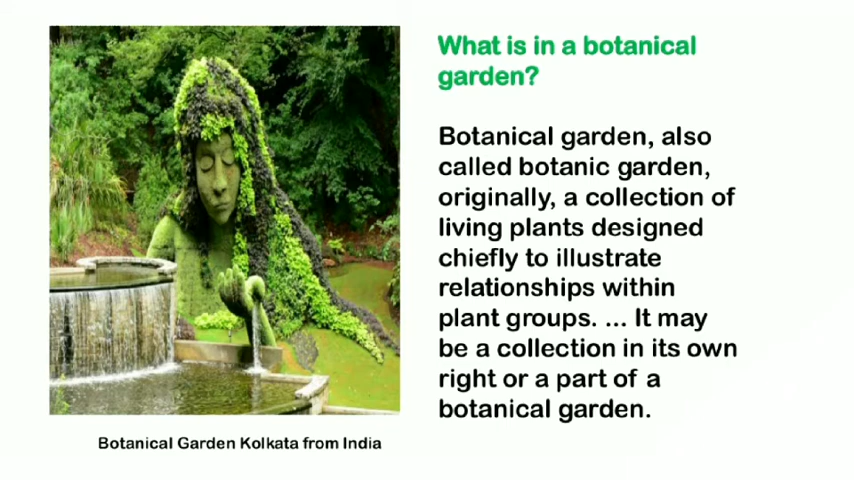 What is in a botanical
garden?
Botanical garden, also
called botanic garden,
originally, a collection of
living plants designed
chiefly to illustrate
relationships within
plant groups. ... It may
be a collection in its own
right or a part of a
botanical garden.
Botanical Garden Kolkata from India